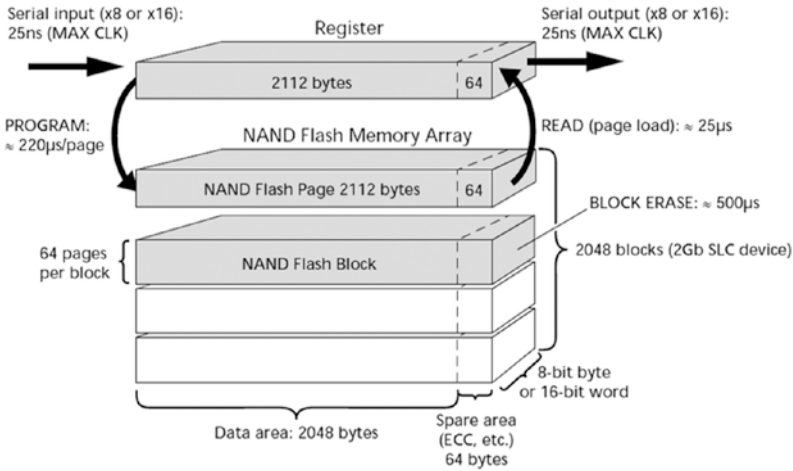 Serial input (x8 or x16):
25ns (MAX CLK)
Register
Serial output (x8 or x16):
25ns (MAX CLK)
2112 bytes
64
PROGRAM:
≈ 220µs/page
NAND Flash Memory Array
READ (page load): ≈ 25µs
NAND Flash Page 2112 bytes
64
BLOCK ERASE: ≈ 500µs
64 pages
per block
NAND Flash Block
2048 blocks (2Gb SLC device)
8-bit byte
or 16-bit word
Data area: 2048 bytes
Spare area
(ECC, etc.)
64 bytes